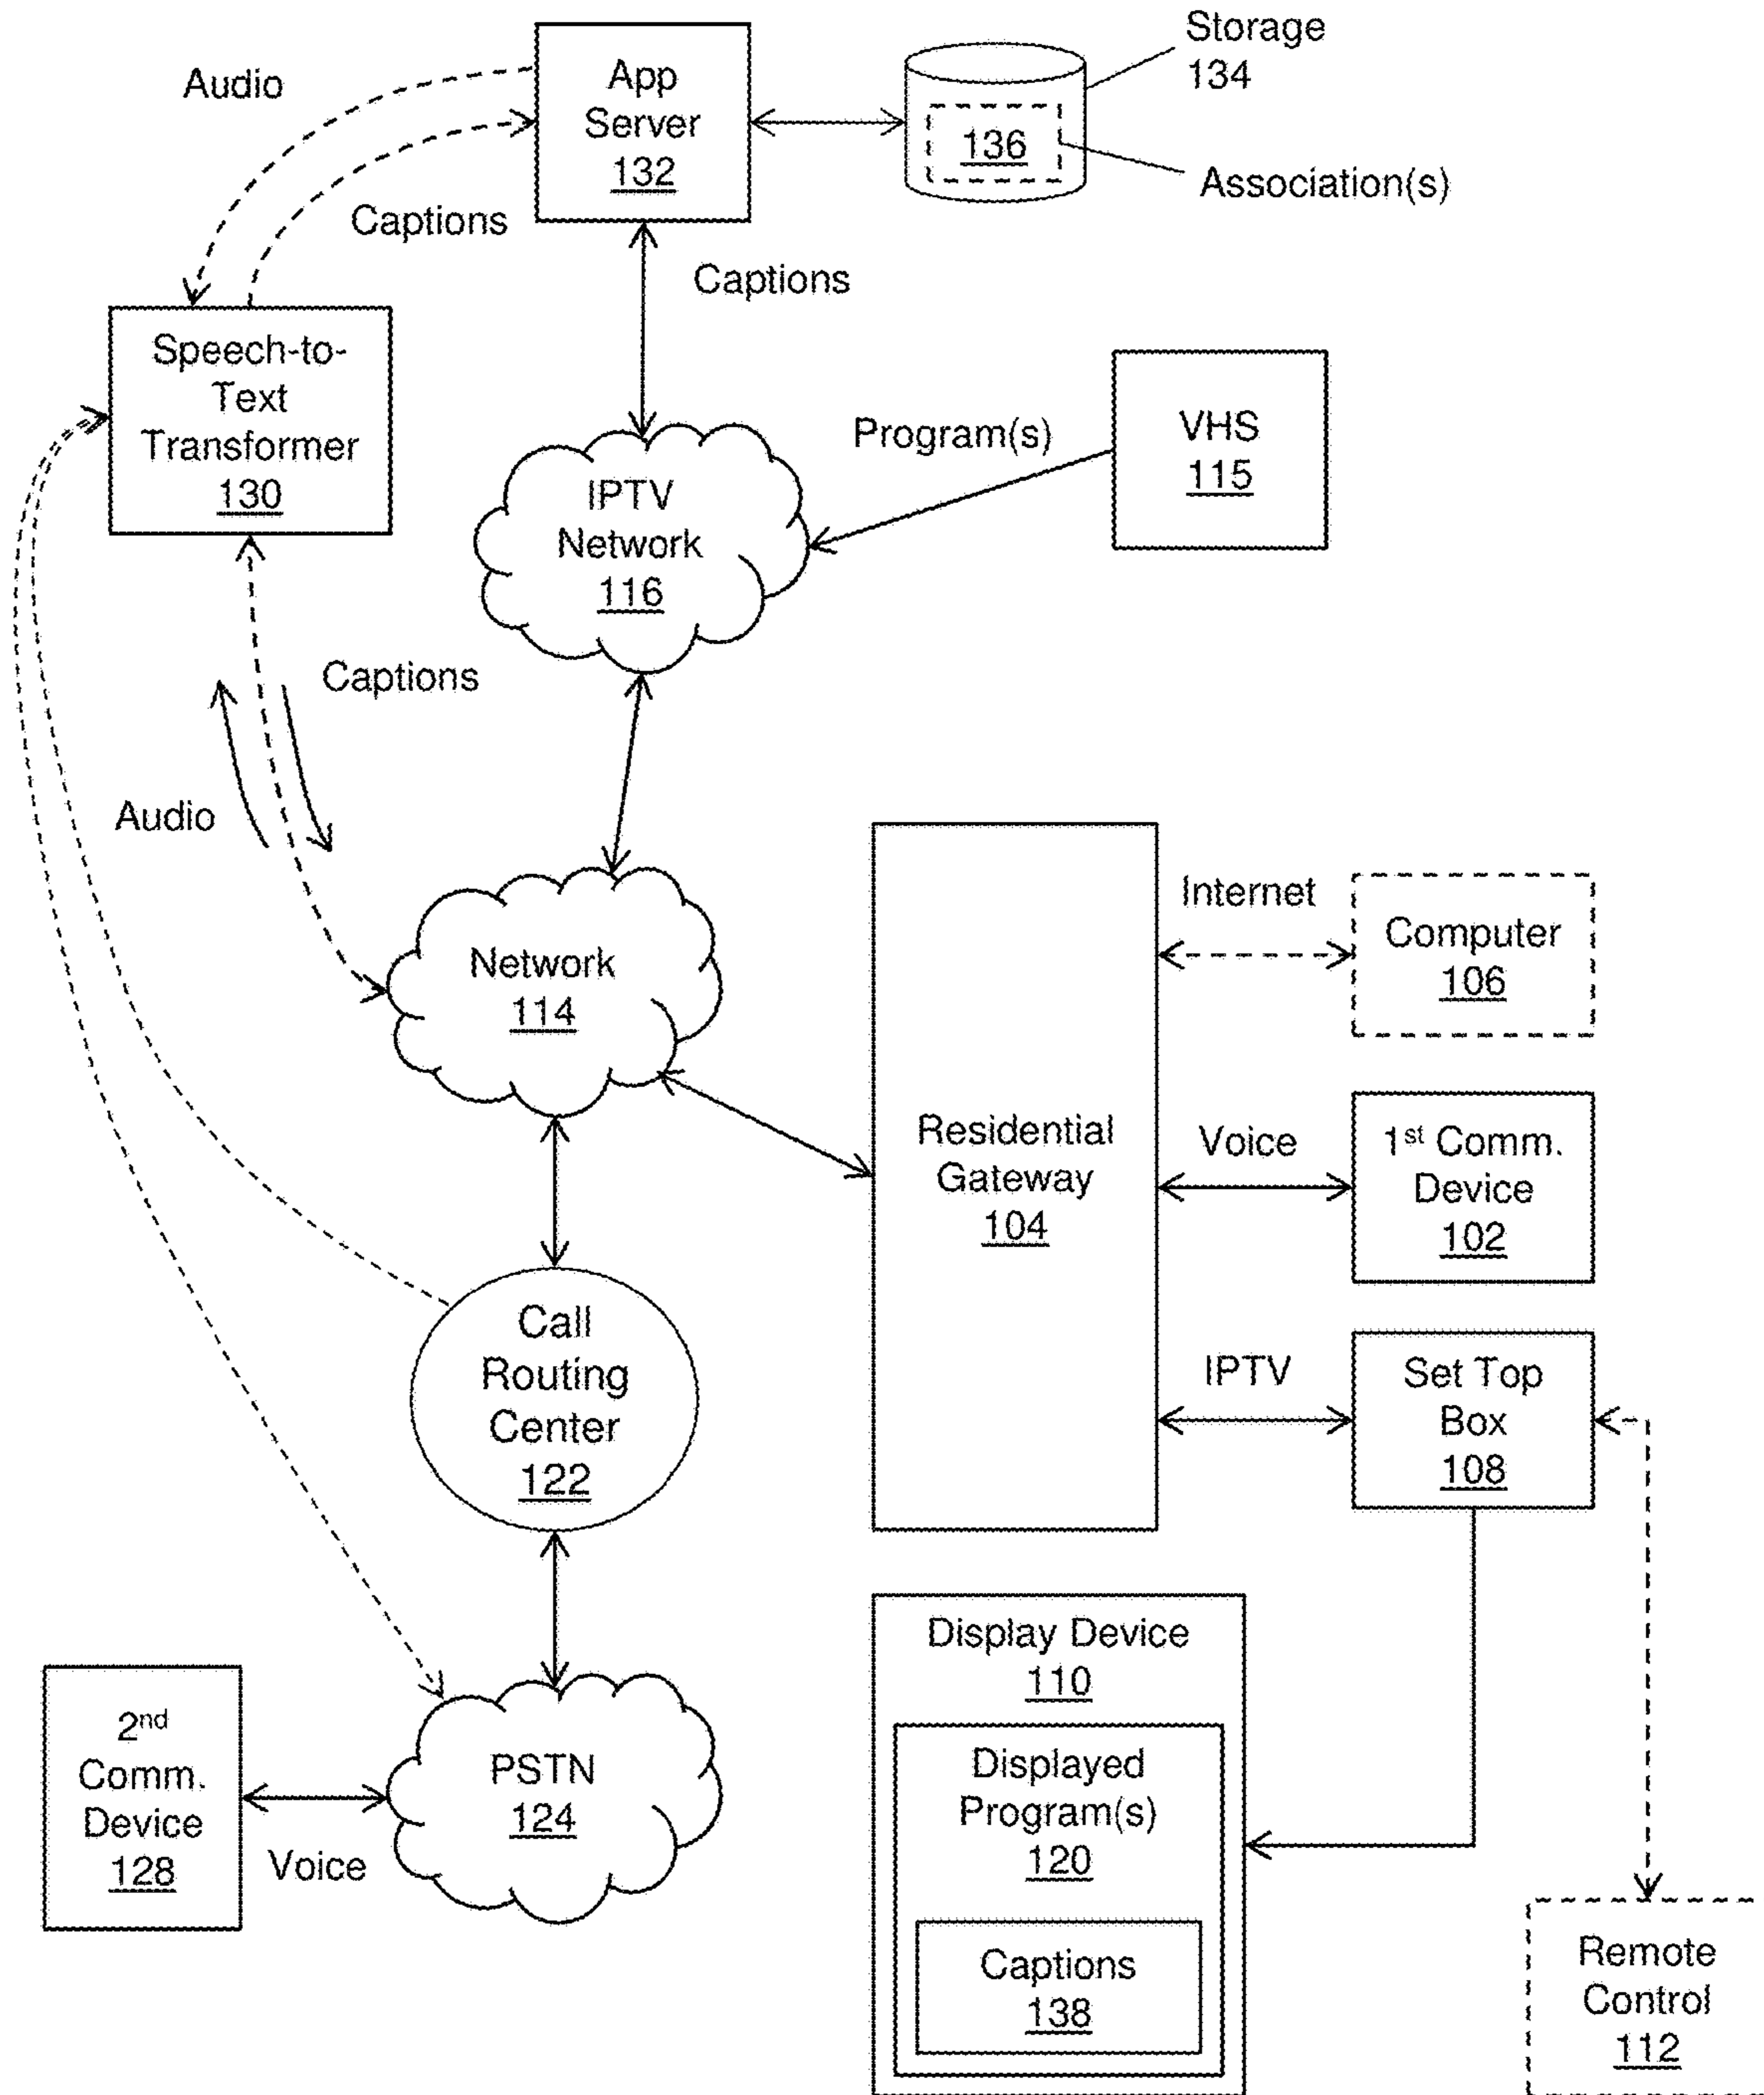 Storage
134
Audio
App
Server
132
136
Association(s)
Captions
Captions
Speech-to-
Text
Transformer
130
Program(s)
VHS
115
IPTV
Network
116
Captions
Audio
Internet
Computer
106
Network
114
Residential
Gateway
104
Voice
1st Comm.
Device
102
Call
Routing
Center
122
IPTV
Set Top
Box
108
Display Device
110
2nd
Comm.
Device
128
Voice
PSTN
124
Displayed
Program(s)
120
Captions
138
Remote
Control
112